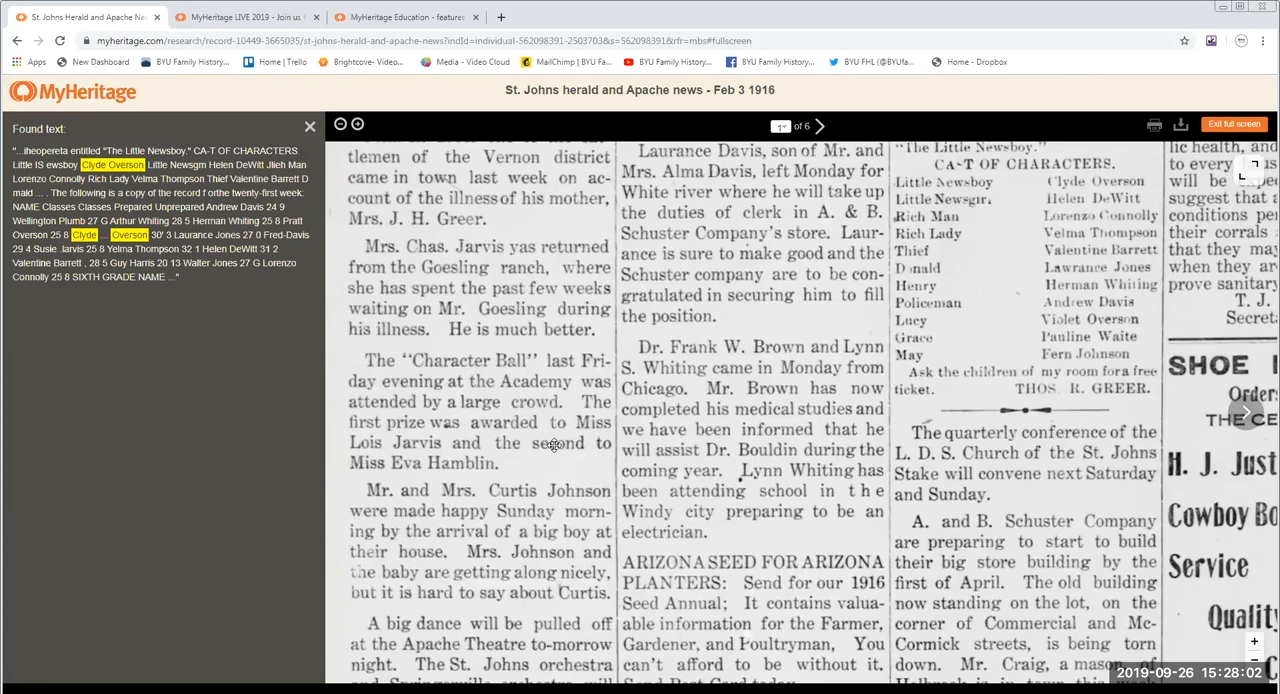 St. Johns Herald and Apache Ne
MyHeritage LIVE 2019 - Join us
MyHeritage Education - features
myheritage.com/research/record-10449-3665035/st-johns-herald-and-apache-news?indId=individual-562098391-2503703&s=562098391&rfr=mbs#fullscreen
Apps New Dashboard BYU Family History... Home | Trello Brightcove- Video... Media - Video Cloud MailChimp | BYU Fa... BYU Family History... BYU Family History... BYU FHL (@BYUfa... Home - Dropbox
MyHeritage
St. Johns herald and Apache news - Feb 3 1916
1 of 6
Exit full screen
Found text:
"...iheopereta entitled "The Little Newsboy." CA-T OF CHARACTERS.
Little IS ewsboy Clyde Overson Little Newsgm Helen DeWitt Jlieh Man
Lorenzo Connolly Rich Lady Velma Thompson Thief Valentine Barrett D
mald ... . The following is a copy of the record f orthe twenty-first week:
NAME Classes Classes Prepared Unprepared Andrew Davis 24 9
Wellington Plumb 27 G Arthur Whiting 28 5 Herman Whiting 25 8 Pratt
Overson 25 8 Clyde ... Overson 30' 3 Laurance Jones 27 0 Fred-Davis
29 4 Susie .larvis 25 8 Yelma Thompson 32 1 Helen DeWitt 31 2
Valentine Barrett , 28 5 Guy Harris 20 13 Walter Jones 27 G Lorenzo
Connolly 25 8 SIXTH GRADE NAME ..."
tlemen of the Vernon district
came in town last week on ac-
count of the illness of his mother,
Mrs. J. H. Greer.
Mrs. Chas. Jarvis yas returned
from the Goesling ranch, where
she has spent the past few weeks
waiting on Mr. Goesling during
his illness. He is much better.
The "Character Ball" last Fri-
day evening at the Academy was
attended by a large crowd. The
first prize was awarded to Miss
Lois Jarvis and the second to
Miss Eva Hamblin.
Mr. and Mrs. Curtis Johnson
were made happy Sunday morn-
ing by the arrival of a big boy at
their house. Mrs. Johnson and
the baby are getting along nicely,
but it is hard to say about Curtis.
A big dance will be pulled off
at the Apache Theatre to-morrow
night. The St. Johns orchestra
Laurance Davis, son of Mr. and
Mrs. Alma Davis, left Monday for
White river where he will take up
the duties of clerk in A. & B.
Schuster Company's store. Laur-
ance is sure to make good and the
Schuster company are to be con-
gratulated in securing him to fill
the position.
Dr. Frank W. Brown and Lynn
S. Whiting came in Monday from
Chicago. Mr. Brown has now
completed his medical studies and
we have been informed that he
will assist Dr. Bouldin during the
coming year. Lynn Whiting has
been attending school in the
Windy city preparing to be an
electrician.
ARIZONA SEED FOR ARIZONA
PLANTERS: Send for our 1916
Seed Annual; It contains valua-
able information for the Farmer,
Gardener, and Poultryman, You
can't afford to be without it.
"The Little Newsboy."
CA-T OF CHARACTERS.
Little Newsboy Clyde Overson
Little Newsgirl Helen DeWitt
Rich Man Lorenzo Connolly
Rich Lady Velma Thompson
Thief Valentine Barrett
D nald Lawrance Jones
Henry Herman Whiting
Policeman Andrew Davis
Lucy Violet Overson
Grace Pauline Waite
May Fern Johnson
Ask the children of my room for a free
ticket. THOS. R. GREER.
The quarterly conference of the
L. D. S. Church of the St. Johns
Stake will convene next Saturday
and Sunday.
A. and B. Schuster Company
are preparing to start to build
their big store building by the
first of April. The old building
now standing on the lot, on the
corner of Commercial and Mc-
Cormick streets, is being torn
down. Mr. Craig, a mason of
lic health, and
to every
will be
suggest that
conditions per
their corrals
that they may
when they are
prove sanitary
T. J.
Secret
SHOE
Order
THE CE
H. J. Just
Cowboy Bo
Service
Quality
2019-09-26 15:28:02